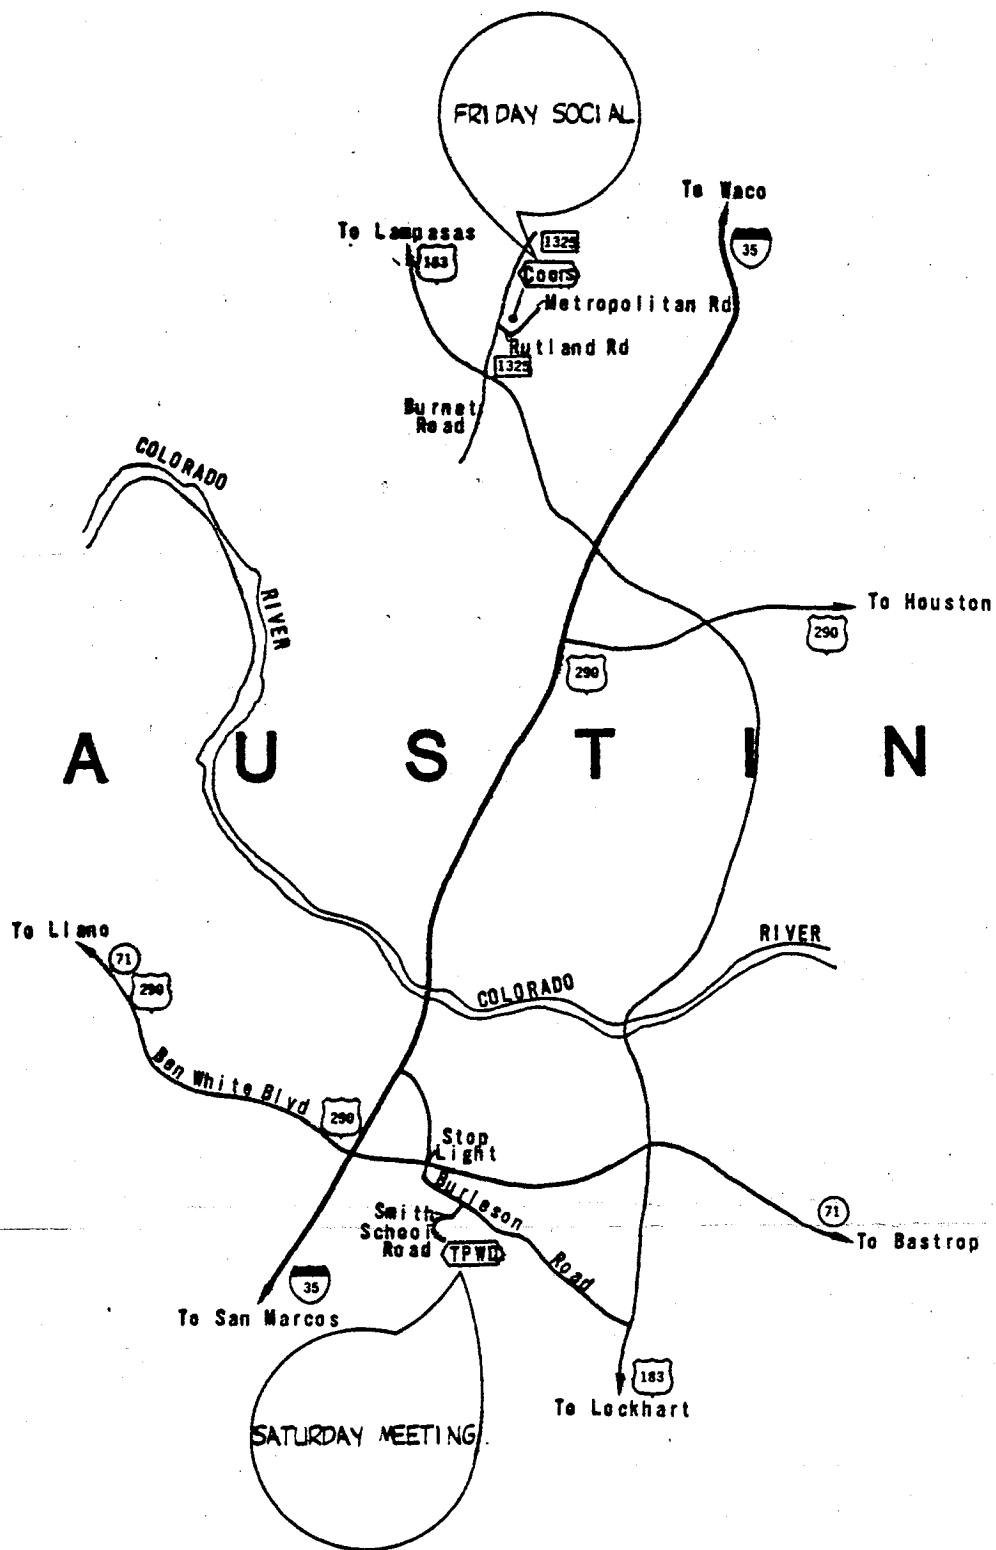 FRIDAY SOCIAL
To Waco
35
To Lampasas
183
1325
Coors
Metropolitan Rd
Rutland Rd
1325
Burnet
Road
COLORADO
RIVER
To Houston
290
290
AUSTIN
To Llano
71
290
RIVER
COLORADO
Ben White Blvd
290
Stop
Light
Burleson
Road
Smith
School
Road
TPWD
71
To Bastrop
35
To San Marcos
183
To Lockhart
SATURDAY MEETING